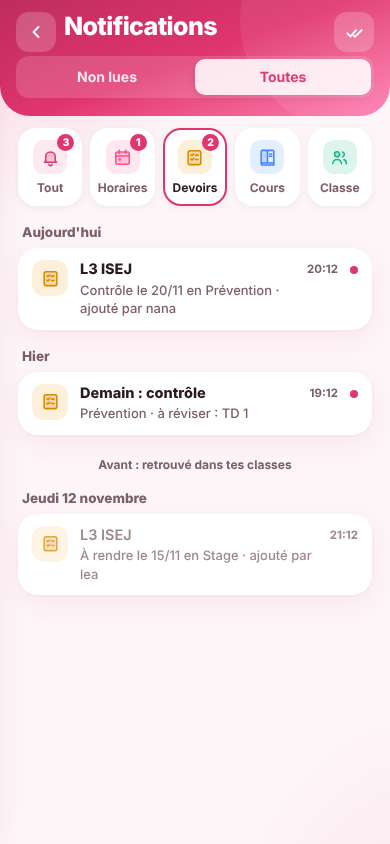 Notifications
Non lues
Toutes
3
1
2
Tout
Horaires
Devoirs
Cours
Classe
Aujourd'hui
L3 ISEJ
20:12
Contrôle le 20/11 en Prévention ·
ajouté par nana
Hier
Demain : contrôle
19:12
Prévention · à réviser : TD 1
Avant : retrouvé dans tes classes
Jeudi 12 novembre
L3 ISEJ
21:12
À rendre le 15/11 en Stage · ajouté par
lea